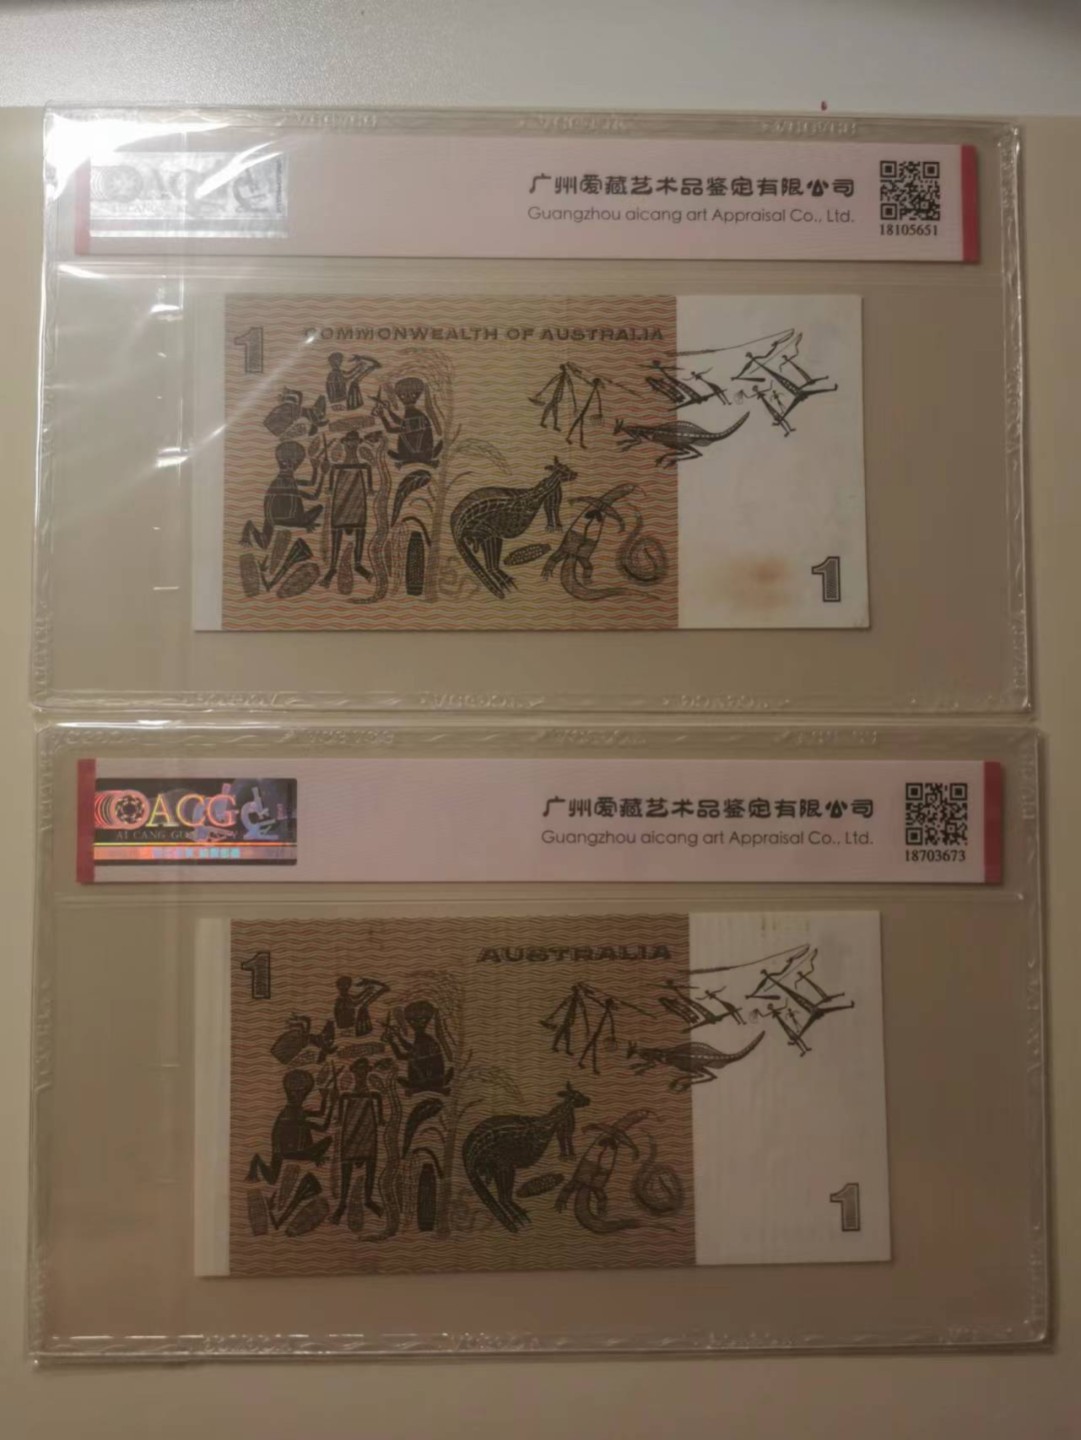 ACG
广州爱藏艺术品鉴定有限公司
Guangzhou aicang art Appraisal Co., Ltd.
18105651
1
COMMONWEALTH OF AUSTRALIA
1
ACG
广州爱藏艺术品鉴定有限公司
Guangzhou aicang art Appraisal Co., Ltd.
18703673
1
AUSTRALIA
1